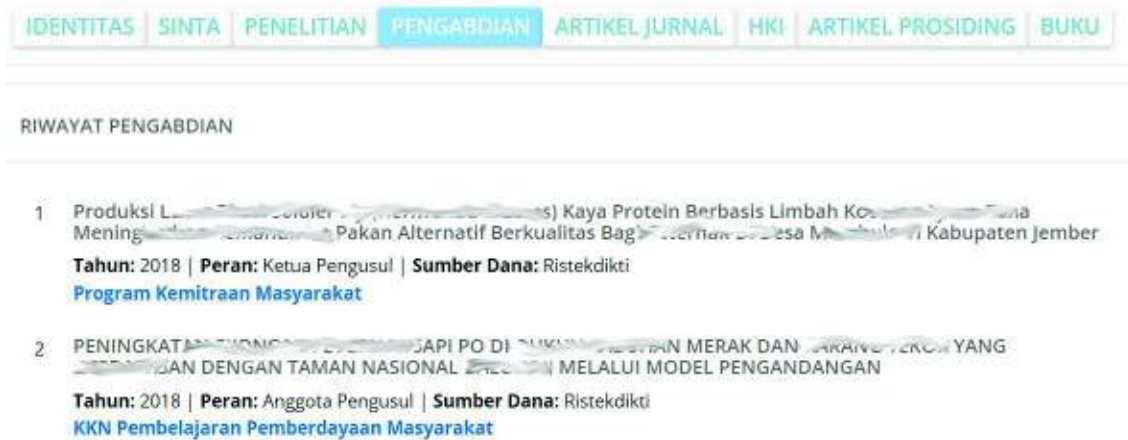 IDENTITAS SINTA PENELITIAN PENGABDIAN ARTIKEL JURNAL HKI ARTIKEL PROSIDING BUKU
RIWAYAT PENGABDIAN
1 Produksi Kaya Protein Berbasis Limbah
Pakan Alternatif Berkualitas Kabupaten Jember
Tahun: 2018 | Peran: Ketua Pengusul | Sumber Dana: Ristekdikti
Program Kemitraan Masyarakat
2 PENINGKATAN SAPI PO DI MERAK DAN YANG
DENGAN TAMAN NASIONAL MELALUI MODEL PENGANDANGAN
Tahun: 2018 | Peran: Anggota Pengusul | Sumber Dana: Ristekdikti
KKN Pembelajaran Pemberdayaan Masyarakat